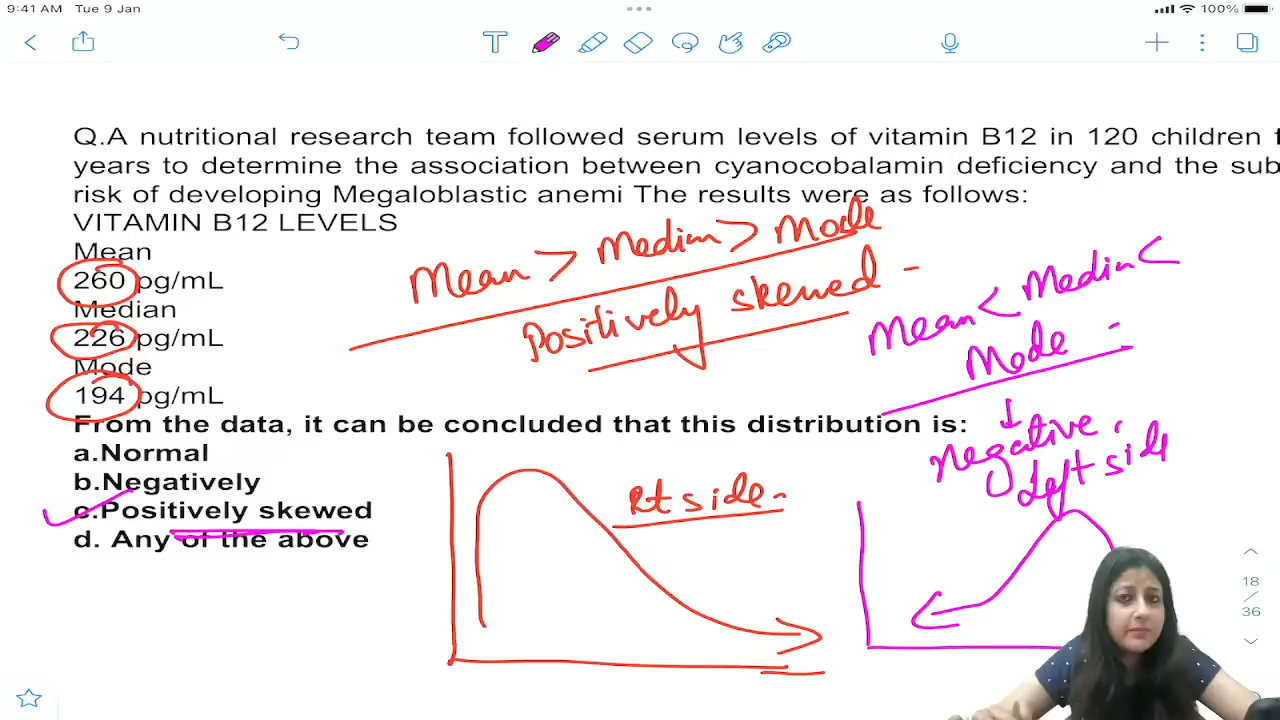 9:41 AM Tue 9 Jan
100%
Q.A nutritional research team followed serum levels of vitamin B12 in 120 children f
years to determine the association between cyanocobalamin deficiency and the sub
risk of developing Megaloblastic anemi The results were as follows:
VITAMIN B12 LEVELS
Mean
260 pg/mL
Median
226 pg/mL
Mode
194 pg/mL
From the data, it can be concluded that this distribution is:
a.Normal
b.Negatively
c.Positively skewed
d. Any of the above
Mean > Median > Mode
Positively skewed
Mean < Median <
Mode
negative
Left side
Rt side
18
/
36